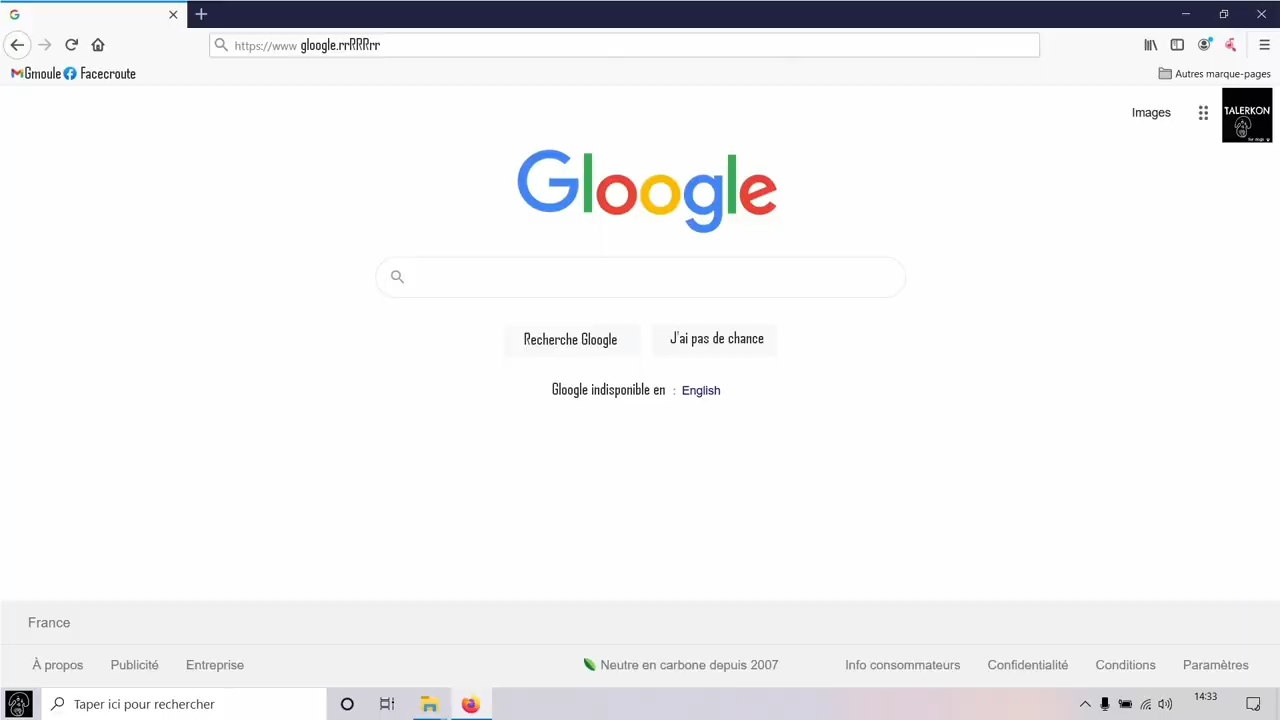 https://www gloogle.rrRRRrr
Gmoule Facecroute
Autres marque-pages
Images
TALERKON
for dogs
Gloogle
Recherche Gloogle
J'ai pas de chance
Gloogle indisponible en : English
France
À propos
Publicité
Entreprise
Neutre en carbone depuis 2007
Info consommateurs
Confidentialité
Conditions
Paramètres
Taper ici pour rechercher
14:33